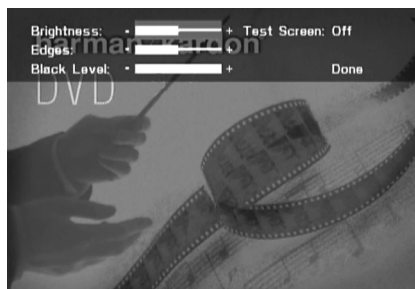 Brightness: - + Test Screen: Off
harman/kardon
Edges: - +
Black Level: - + Done
DVD